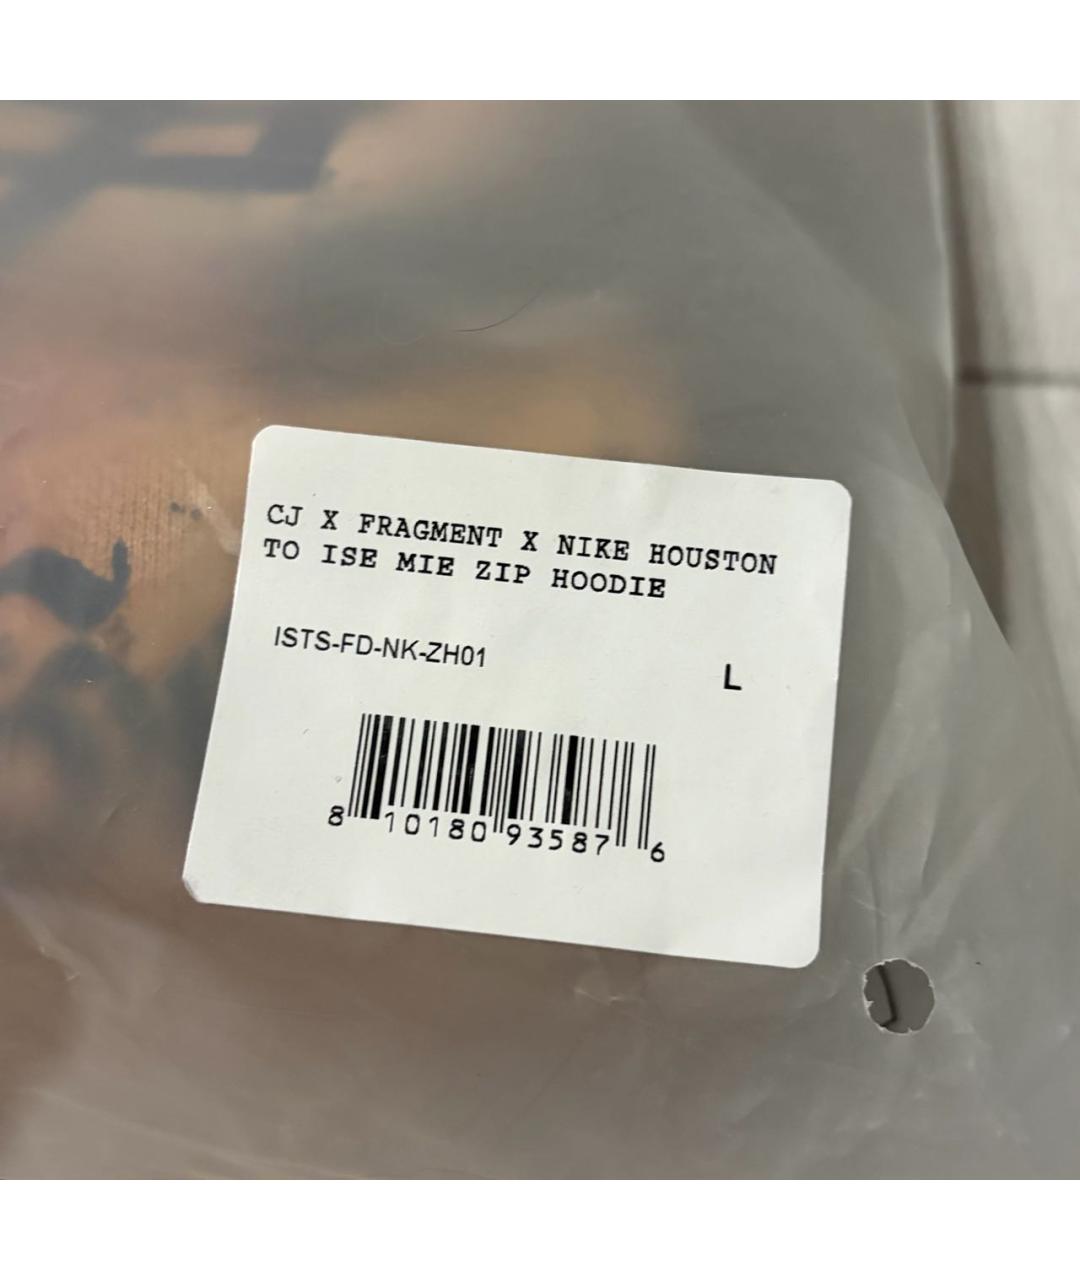 CJ X FRAGMENT X NIKE HOUSTON
TO ISE MIE ZIP HOODIE
ISTS-FD-NK-ZH01
L
8 10180 93587 6